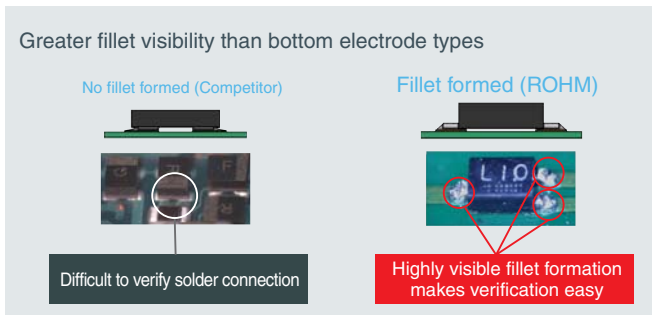 Greater fillet visibility than bottom electrode types
No fillet formed (Competitor)
Fillet formed (ROHM)
L10
Difficult to verify solder connection
Highly visible fillet formation
makes verification easy